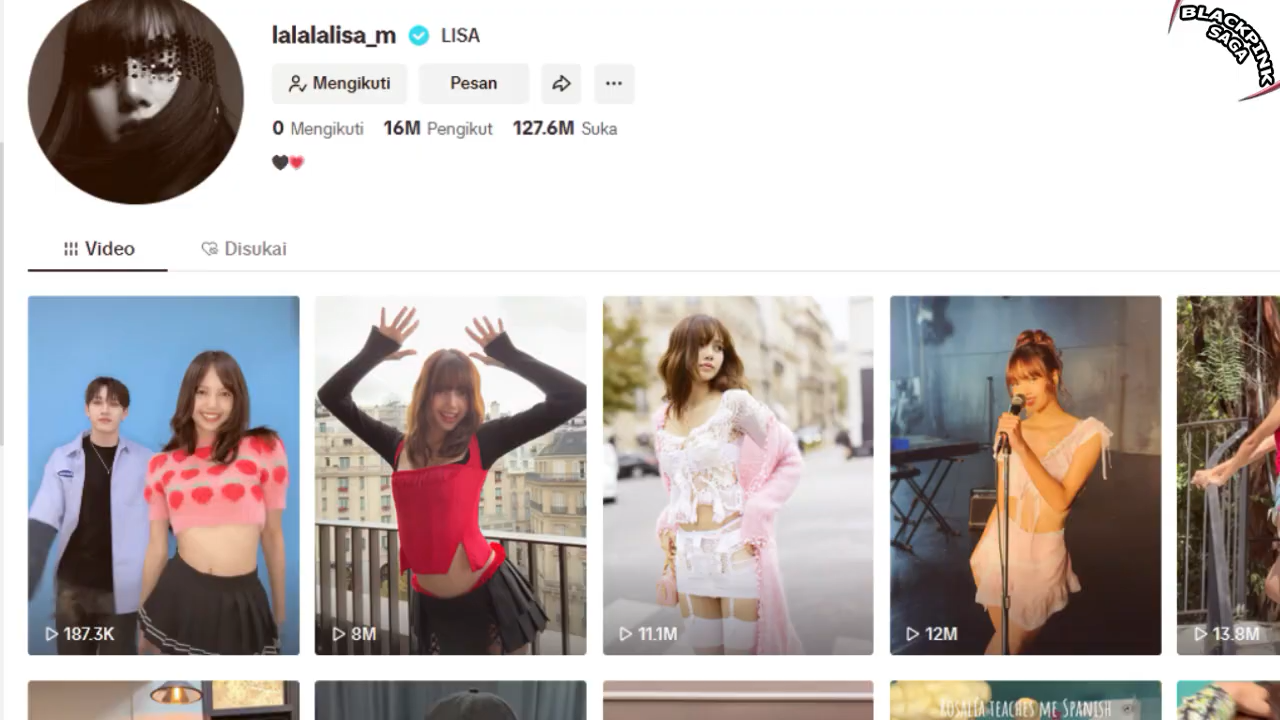 lalalalisa_m LISA
BLACKPINK
SAGA
Mengikuti Pesan ...
0 Mengikuti 16M Pengikut 127.6M Suka
Video Disukai
187.3K 8M 11.1M 12M 13.8M
ROSALÍA TEACHES ME SPANISH